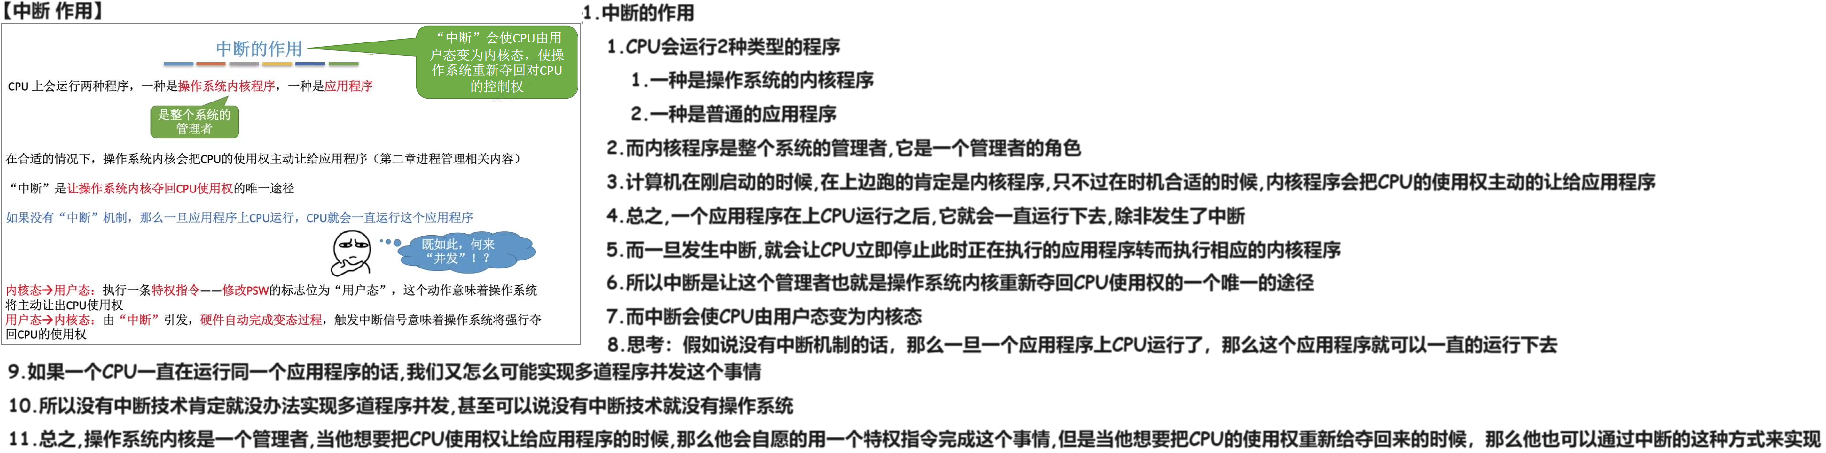 【中断 作用】
中断的作用
“中断”会使CPU由用
户态变为内核态，使操
作系统重新夺回对CPU
的控制权
CPU 上会运行两种程序，一种是操作系统内核程序，一种是应用程序
是整个系统的
管理者
在合适的情况下，操作系统内核会把CPU的使用权主动让给应用程序（第二章进程管理相关内容）
“中断”是让操作系统内核夺回CPU使用权的唯一途径
如果没有“中断”机制，那么一旦应用程序上CPU运行，CPU就会一直运行这个应用程序
既如此，何来
“并发”！？
内核态→用户态：执行一条特权指令——修改PSW的标志位为“用户态”，这个动作意味着操作系统
将主动让出CPU使用权
用户态→内核态：由“中断”引发，硬件自动完成变态过程，触发中断信号意味着操作系统将强行夺
回CPU的使用权
1.中断的作用
1.CPU会运行2种类型的程序
1.一种是操作系统的内核程序
2.一种是普通的应用程序
2.而内核程序是整个系统的管理者,它是一个管理者的角色
3.计算机在刚启动的时候,在上边跑的肯定是内核程序,只不过在时机合适的时候,内核程序会把CPU的使用权主动的让给应用程序
4.总之,一个应用程序在上CPU运行之后,它就会一直运行下去,除非发生了中断
5.而一旦发生中断,就会让CPU立即停止此时正在执行的应用程序转而执行相应的内核程序
6.所以中断是让这个管理者也就是操作系统内核重新夺回CPU使用权的一个唯一的途径
7.而中断会使CPU由用户态变为内核态
8.思考：假如说没有中断机制的话，那么一旦一个应用程序上CPU运行了，那么这个应用程序就可以一直的运行下去
9.如果一个CPU一直在运行同一个应用程序的话,我们又怎么可能实现多道程序并发这个事情
10.所以没有中断技术肯定就没办法实现多道程序并发,甚至可以说没有中断技术就没有操作系统
11.总之,操作系统内核是一个管理者,当他想要把CPU使用权让给应用程序的时候,那么他会自愿的用一个特权指令完成这个事情,但是当他想要把CPU的使用权重新给夺回来的时候，那么他也可以通过中断的这种方式来实现